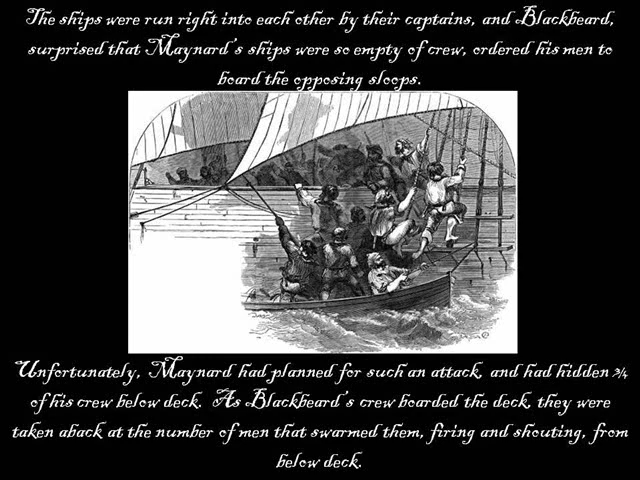 The ships were run right into each other by their captains, and Blackbeard,
surprised that Maynard's ships were so empty of crew, ordered his men to
board the opposing sloops.
Unfortunately, Maynard had planned for such an attack, and had hidden 3/4
of his crew below deck. As Blackbeard's crew boarded the deck, they were
taken aback at the number of men that swarmed them, firing and shouting, from
below deck.